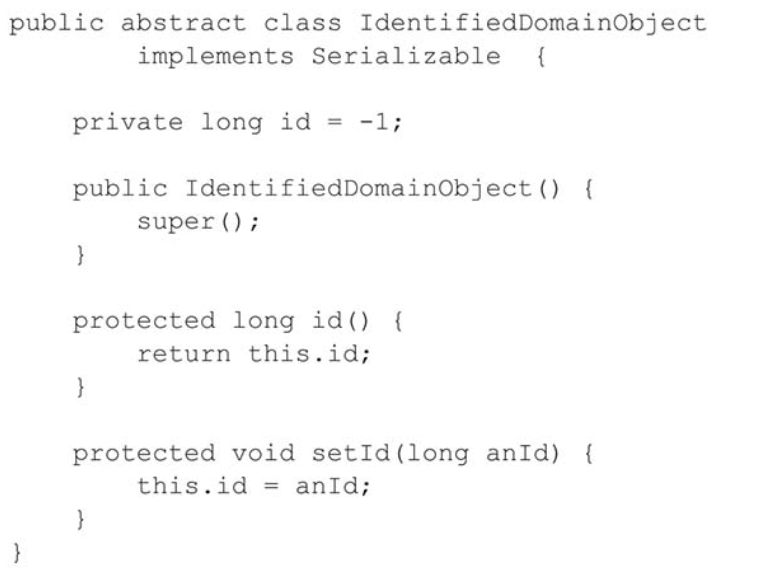 public abstract class IdentifiedDomainObject
        implements Serializable  {

    private long id = -1;

    public IdentifiedDomainObject() {
        super();
    }

    protected long id() {
        return this.id;
    }

    protected void setId(long anId) {
        this.id = anId;
    }
}